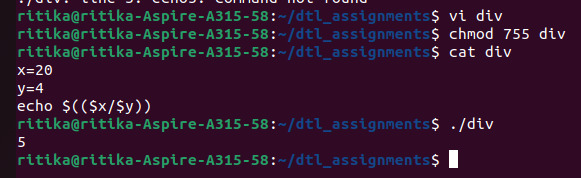 ./div: line 3: echo5: command not found
ritika@ritika-Aspire-A315-58:~/dtl_assignments$ vi div
ritika@ritika-Aspire-A315-58:~/dtl_assignments$ chmod 755 div
ritika@ritika-Aspire-A315-58:~/dtl_assignments$ cat div
x=20
y=4
echo $(($x/$y))
ritika@ritika-Aspire-A315-58:~/dtl_assignments$ ./div
5
ritika@ritika-Aspire-A315-58:~/dtl_assignments$